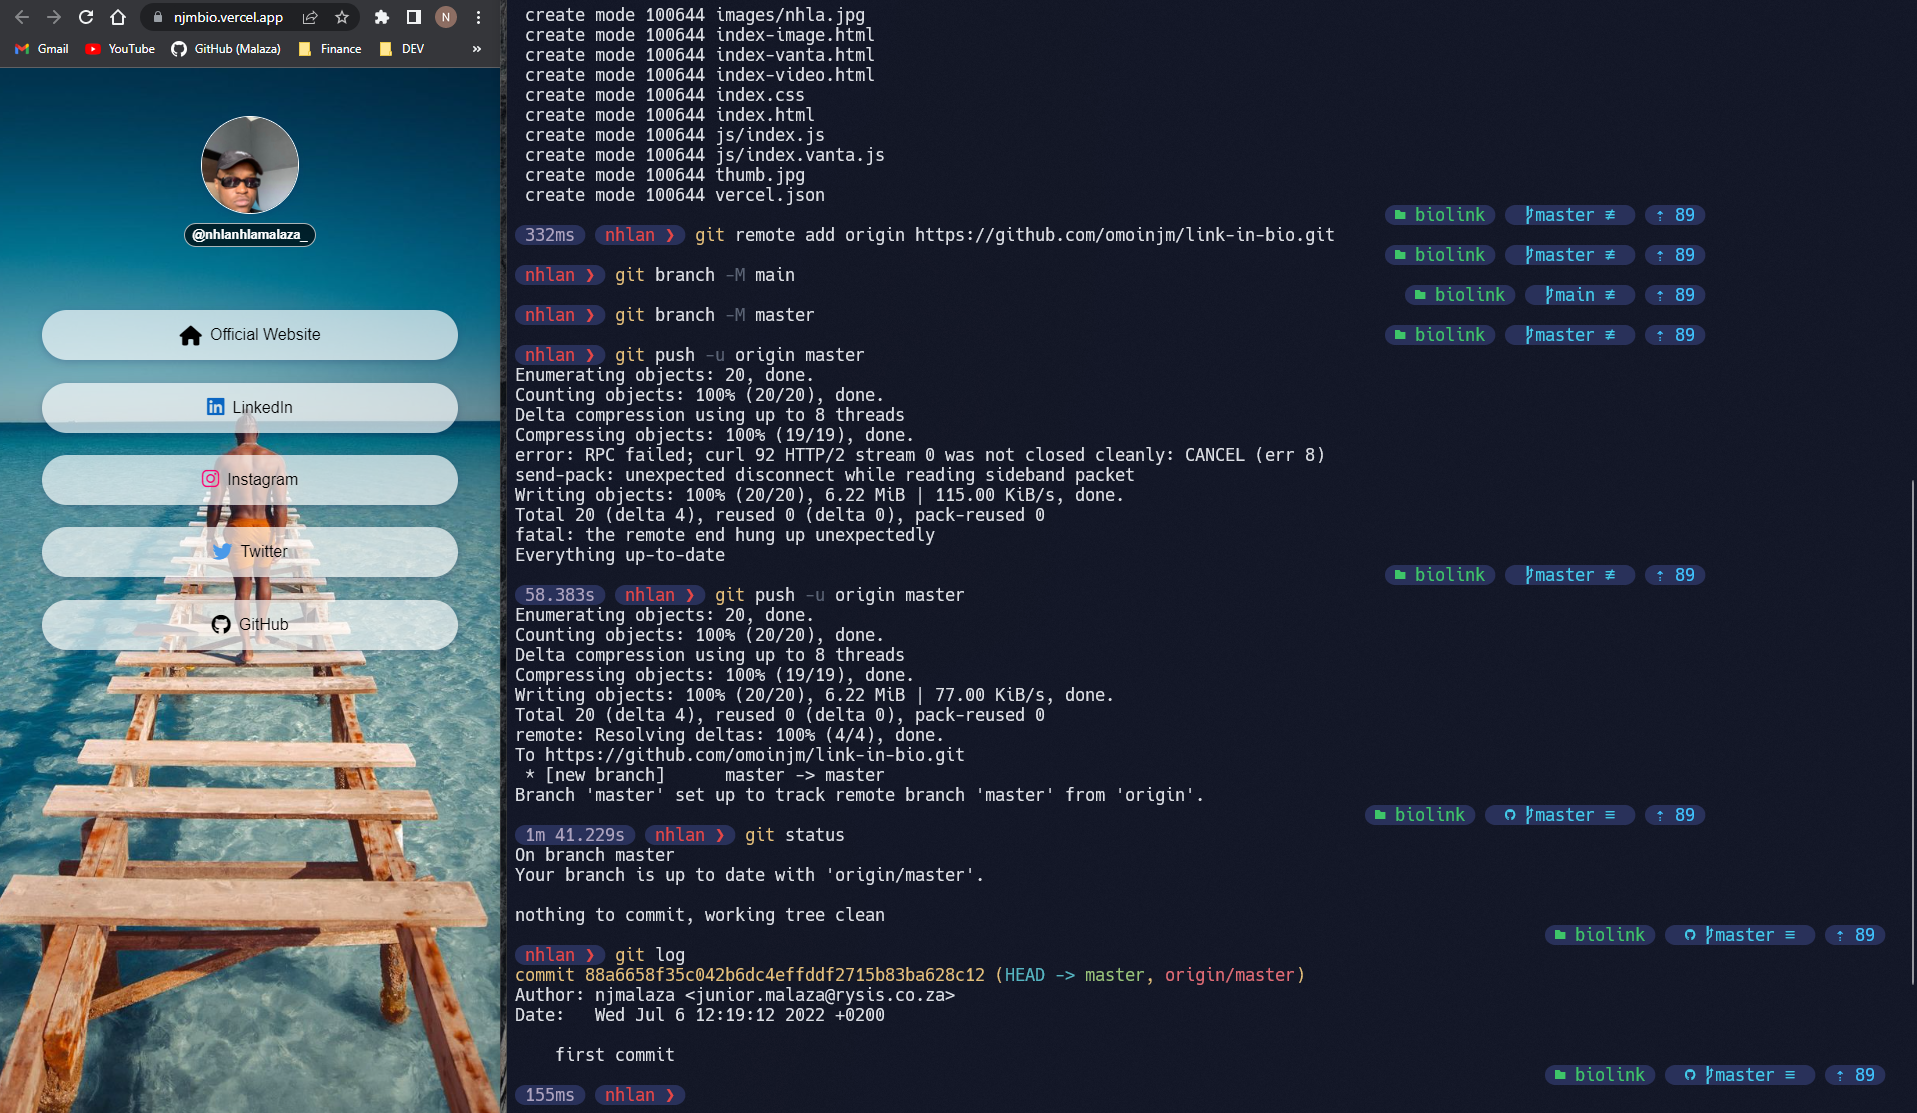 njmbio.vercel.app
N
Gmail
YouTube
GitHub (Malaza)
Finance
DEV
»
@nhlanhlamalaza_
Official Website
LinkedIn
Instagram
Twitter
GitHub
create mode 100644 images/nhla.jpg
create mode 100644 index-image.html
create mode 100644 index-vanta.html
create mode 100644 index-video.html
create mode 100644 index.css
create mode 100644 index.html
create mode 100644 js/index.js
create mode 100644 js/index.vanta.js
create mode 100644 thumb.jpg
create mode 100644 vercel.json
biolink master ≢ ⇡ 89
332ms nhlan ❯ git remote add origin https://github.com/omoinjm/link-in-bio.git
biolink master ≢ ⇡ 89
nhlan ❯ git branch -M main
biolink main ≢ ⇡ 89
nhlan ❯ git branch -M master
biolink master ≢ ⇡ 89
nhlan ❯ git push -u origin master
Enumerating objects: 20, done.
Counting objects: 100% (20/20), done.
Delta compression using up to 8 threads
Compressing objects: 100% (19/19), done.
error: RPC failed; curl 92 HTTP/2 stream 0 was not closed cleanly: CANCEL (err 8)
send-pack: unexpected disconnect while reading sideband packet
Writing objects: 100% (20/20), 6.22 MiB | 115.00 KiB/s, done.
Total 20 (delta 4), reused 0 (delta 0), pack-reused 0
fatal: the remote end hung up unexpectedly
Everything up-to-date
biolink master ≢ ⇡ 89
58.383s nhlan ❯ git push -u origin master
Enumerating objects: 20, done.
Counting objects: 100% (20/20), done.
Delta compression using up to 8 threads
Compressing objects: 100% (19/19), done.
Writing objects: 100% (20/20), 6.22 MiB | 77.00 KiB/s, done.
Total 20 (delta 4), reused 0 (delta 0), pack-reused 0
remote: Resolving deltas: 100% (4/4), done.
To https://github.com/omoinjm/link-in-bio.git
* [new branch]      master -> master
Branch 'master' set up to track remote branch 'master' from 'origin'.
biolink master ≡ ⇡ 89
1m 41.229s nhlan ❯ git status
On branch master
Your branch is up to date with 'origin/master'.
nothing to commit, working tree clean
biolink master ≡ ⇡ 89
nhlan ❯ git log
commit 88a6658f35c042b6dc4effddf2715b83ba628c12 (HEAD -> master, origin/master)
Author: njmalaza <junior.malaza@rysis.co.za>
Date:   Wed Jul 6 12:19:12 2022 +0200
first commit
biolink master ≡ ⇡ 89
155ms nhlan ❯